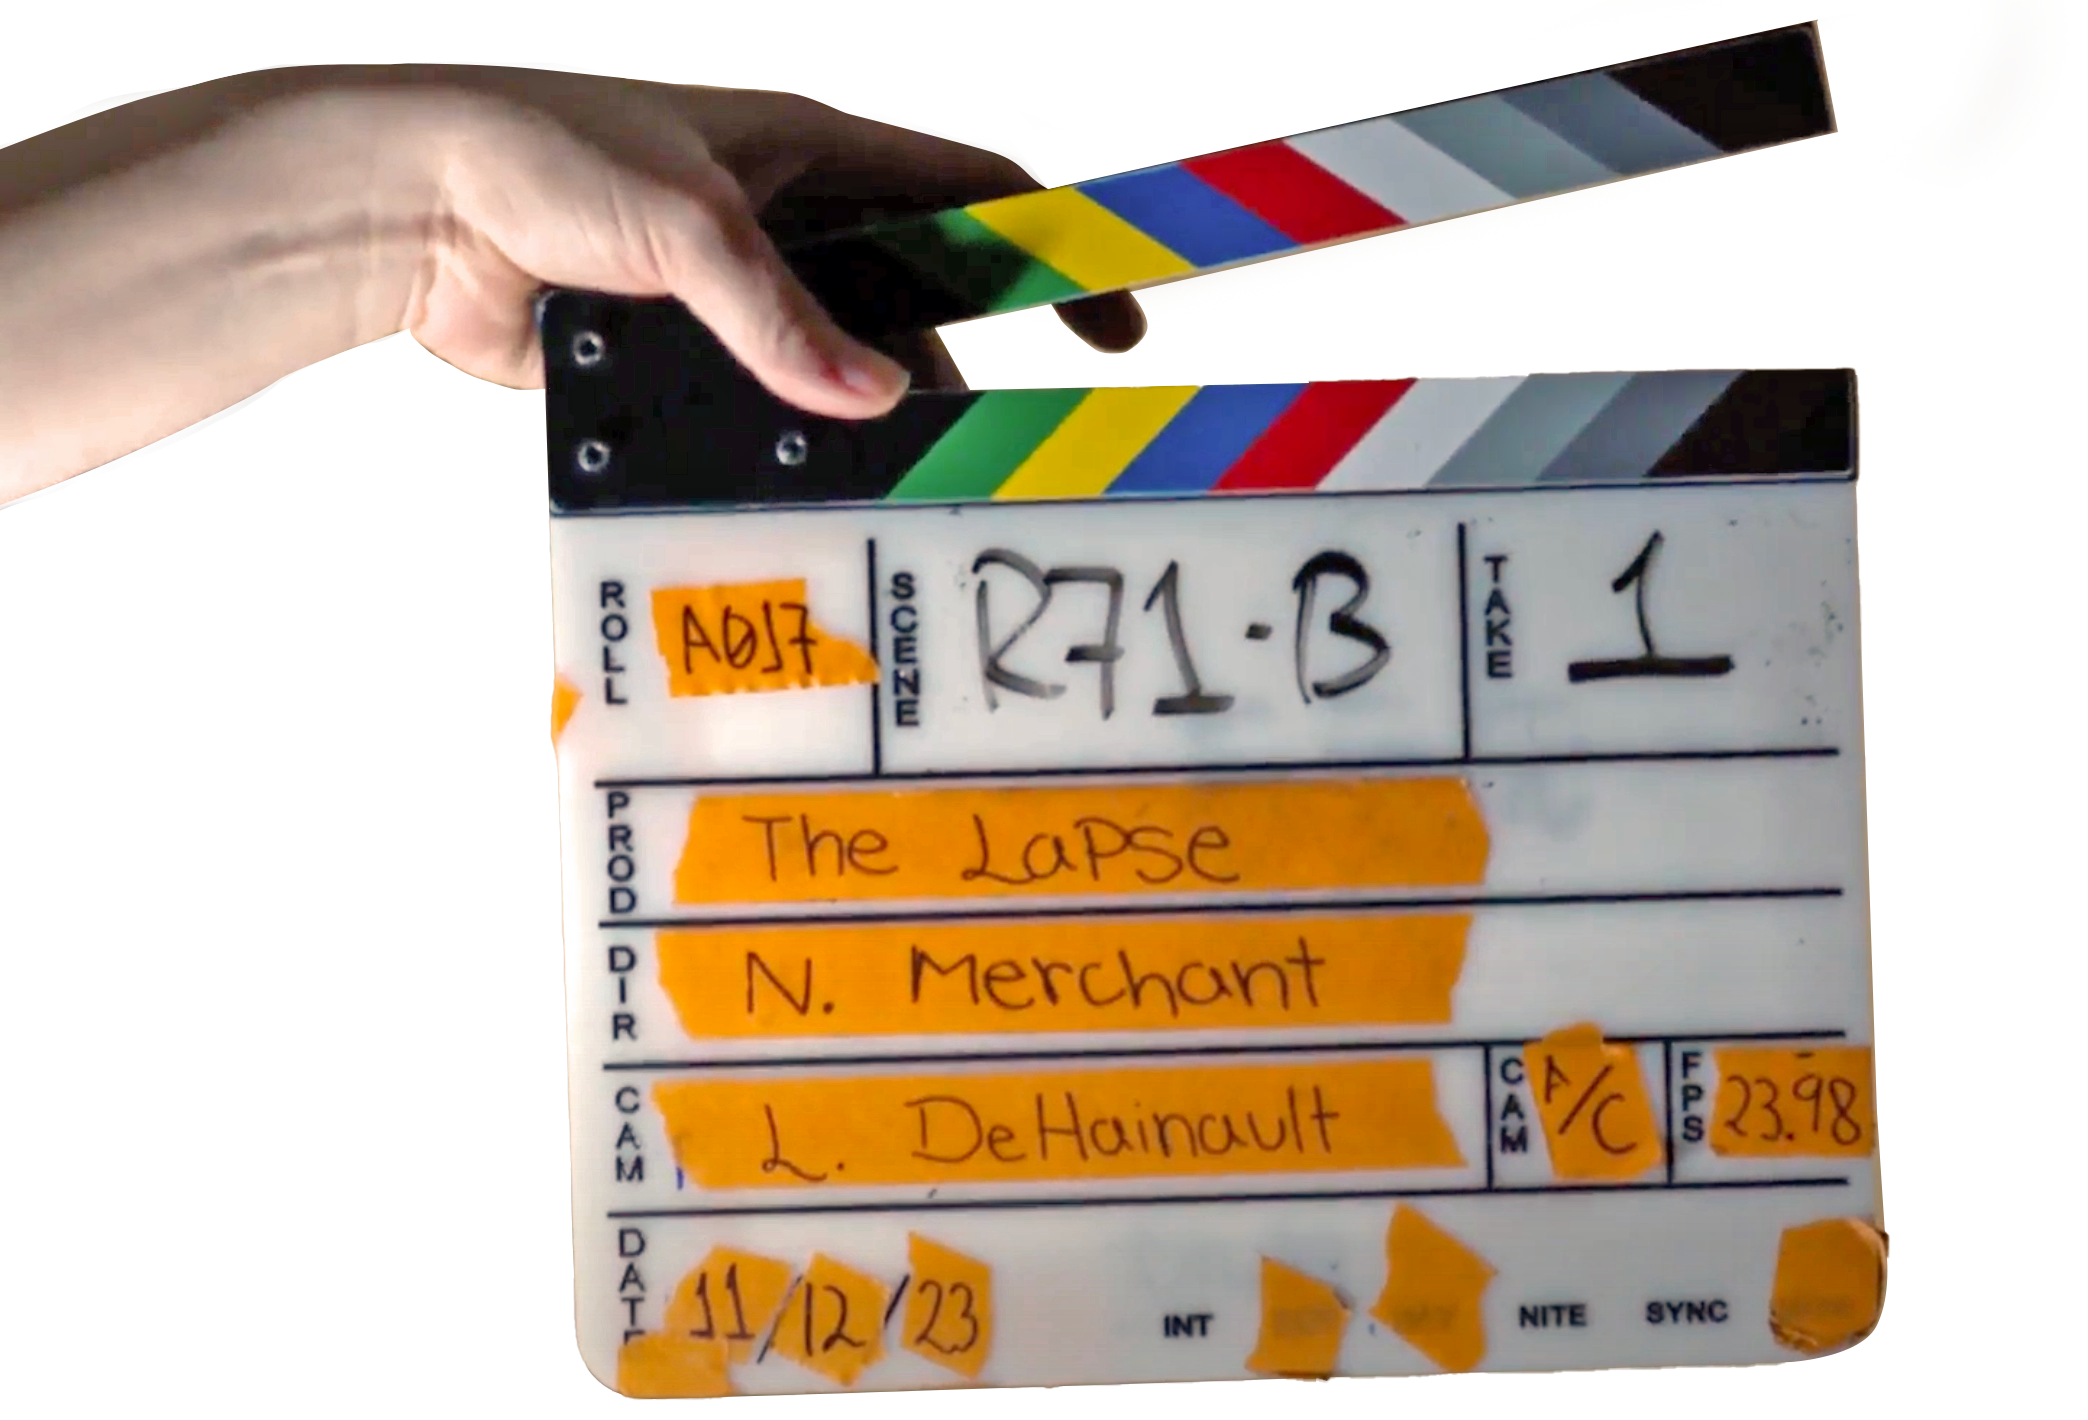 ROLL A017 SCENE R71-B TAKE 1
PROD The Lapse
DIR N. Merchant
CAM L. DeHainault CAM A/C FPS 23.98
DATE 11/12/23 INT NITE SYNC